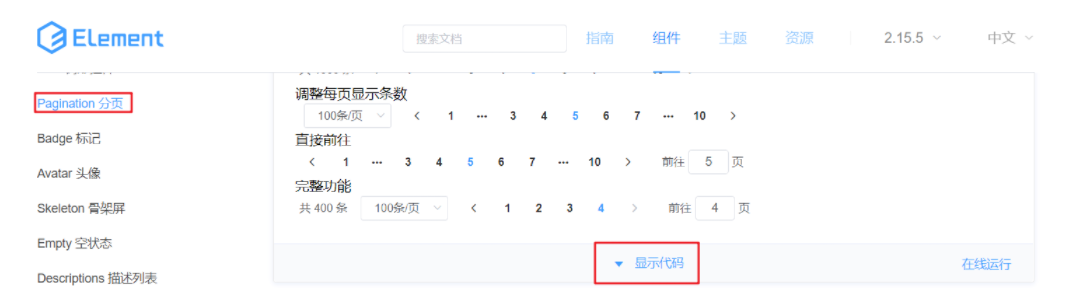 Element
搜索文档
指南 组件 主题 资源 2.15.5 中文
Pagination 分页
Badge 标记
Avatar 头像
Skeleton 骨架屏
Empty 空状态
Descriptions 描述列表
调整每页显示条数
100条/页 < 1 ··· 3 4 5 6 7 ··· 10 >
直接前往
< 1 ··· 3 4 5 6 7 ··· 10 > 前往 5 页
完整功能
共 400 条 100条/页 < 1 2 3 4 > 前往 4 页
显示代码
在线运行